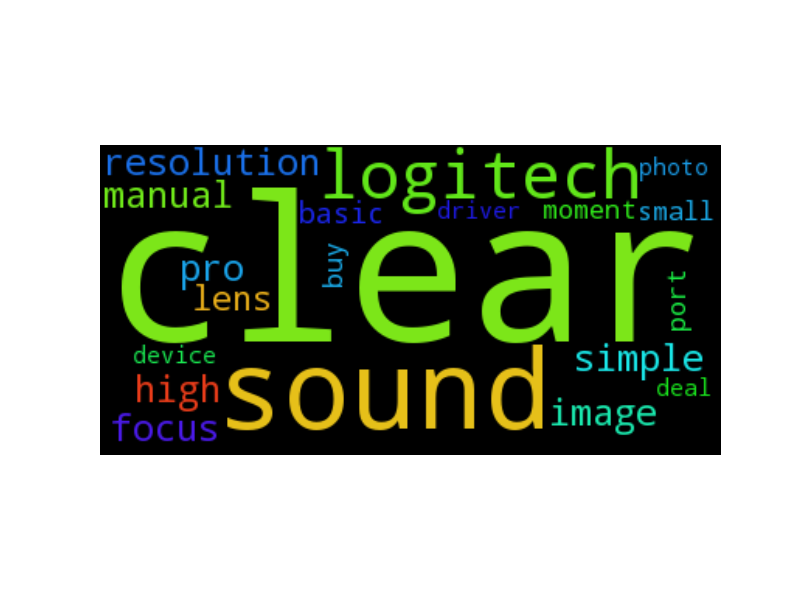 resolution
logitech
photo
manual
basic
driver
moment
small
clear
pro
buy
lens
port
device
sound
simple
high
deal
focus
image